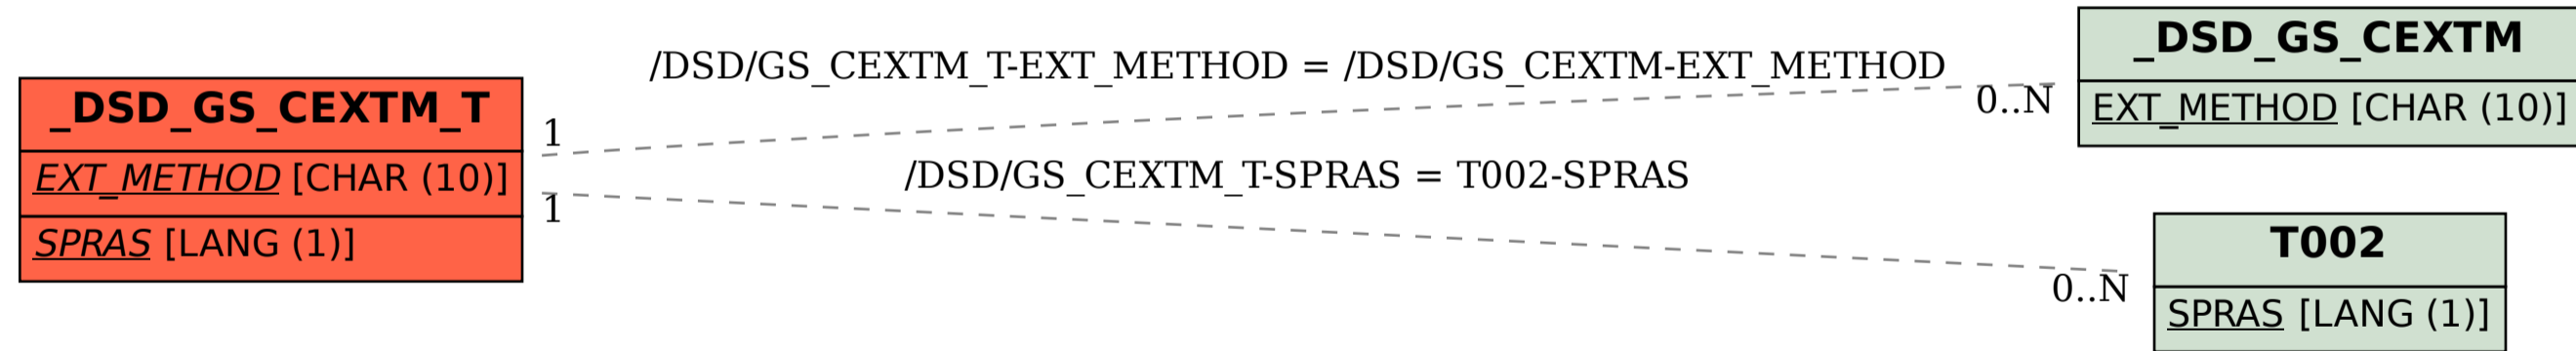 _DSD_GS_CEXTM_T
EXT_METHOD [CHAR (10)]
SPRAS [LANG (1)]
/DSD/GS_CEXTM_T-EXT_METHOD = /DSD/GS_CEXTM-EXT_METHOD
1
0..N
/DSD/GS_CEXTM_T-SPRAS = T002-SPRAS
1
0..N
_DSD_GS_CEXTM
EXT_METHOD [CHAR (10)]
T002
SPRAS [LANG (1)]